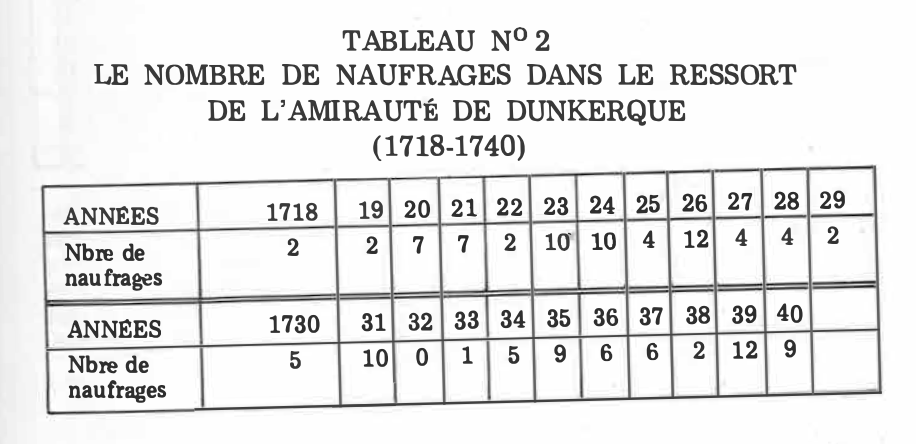 TABLEAU Nº 2
LE NOMBRE DE NAUFRAGES DANS LE RESSORT
DE L'AMIRAUTÉ DE DUNKERQUE
(1718-1740)
ANNÉES 1718 19 20 21 22 23 24 25 26 27 28 29
Nbre de naufrages 2 2 7 7 2 10 10 4 12 4 4 2
ANNÉES 1730 31 32 33 34 35 36 37 38 39 40
Nbre de naufrages 5 10 0 1 5 9 6 6 2 12 9